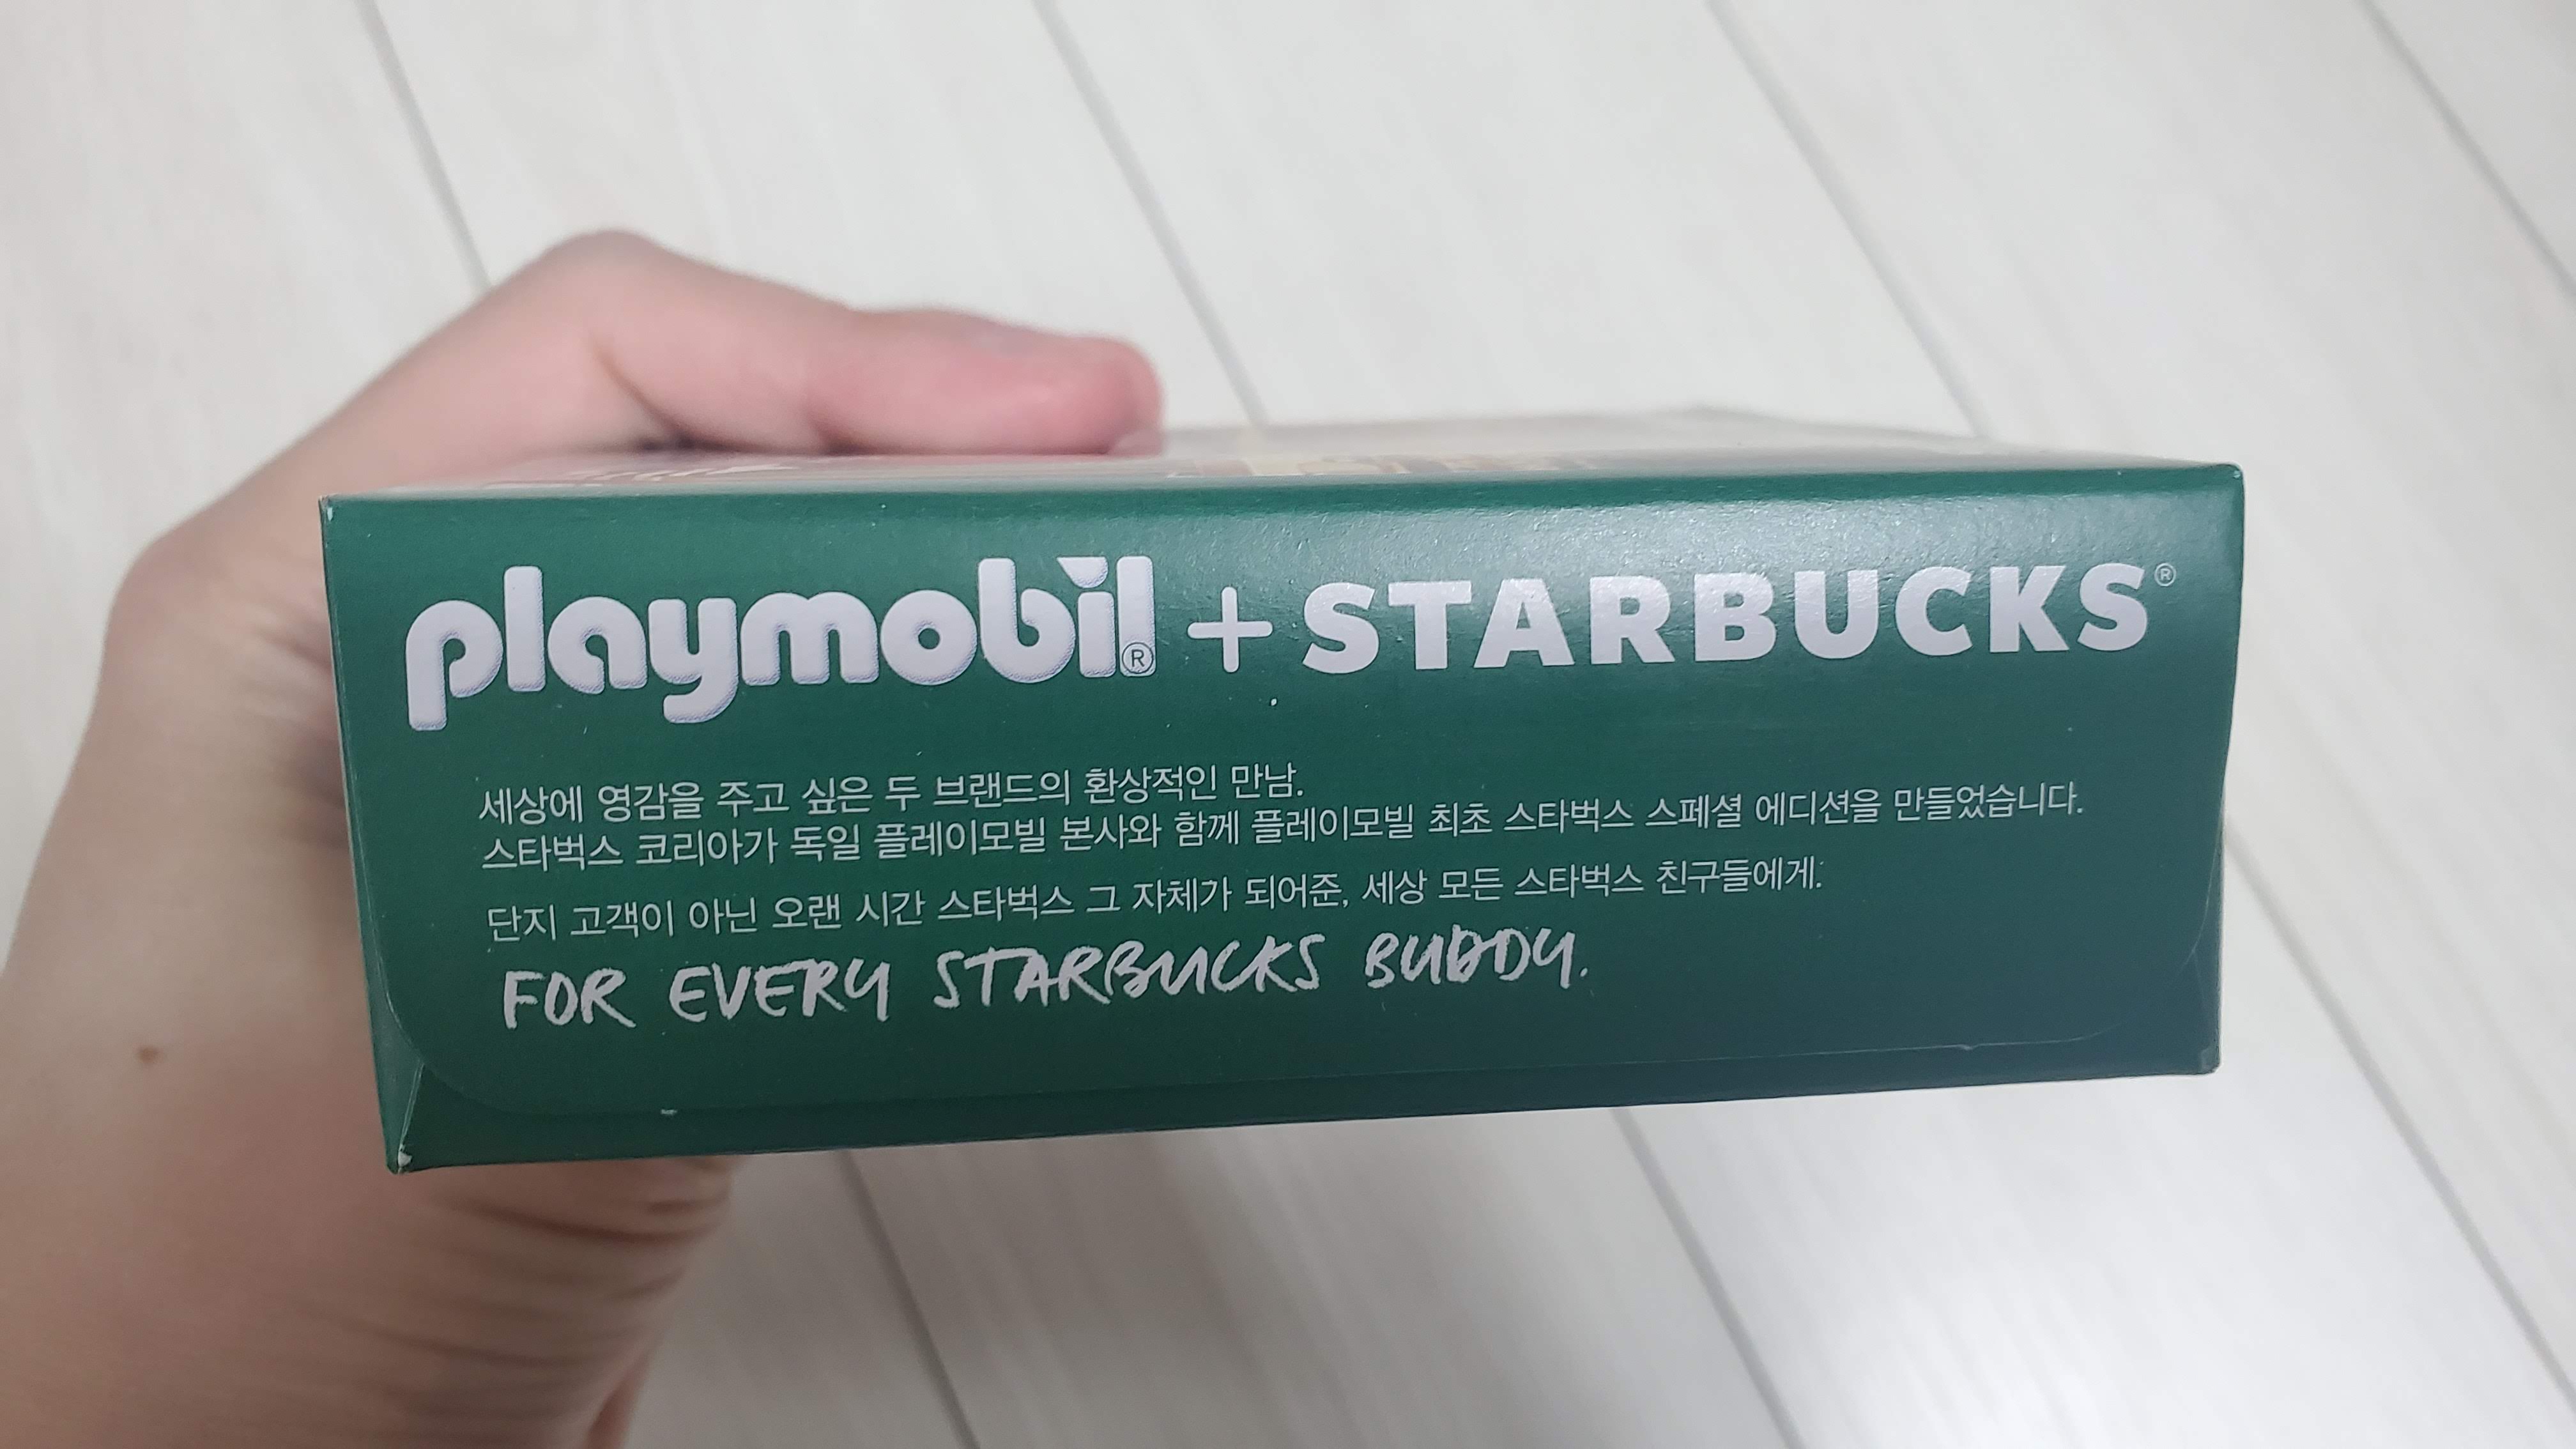 playmobil® + STARBUCKS®
세상에 영감을 주고 싶은 두 브랜드의 환상적인 만남.
스타벅스 코리아가 독일 플레이모빌 본사와 함께 플레이모빌 최초 스타벅스 스페셜 에디션을 만들었습니다.
단지 고객이 아닌 오랜 시간 스타벅스 그 자체가 되어준, 세상 모든 스타벅스 친구들에게.
FOR EVERY STARBUCKS BUDDY.